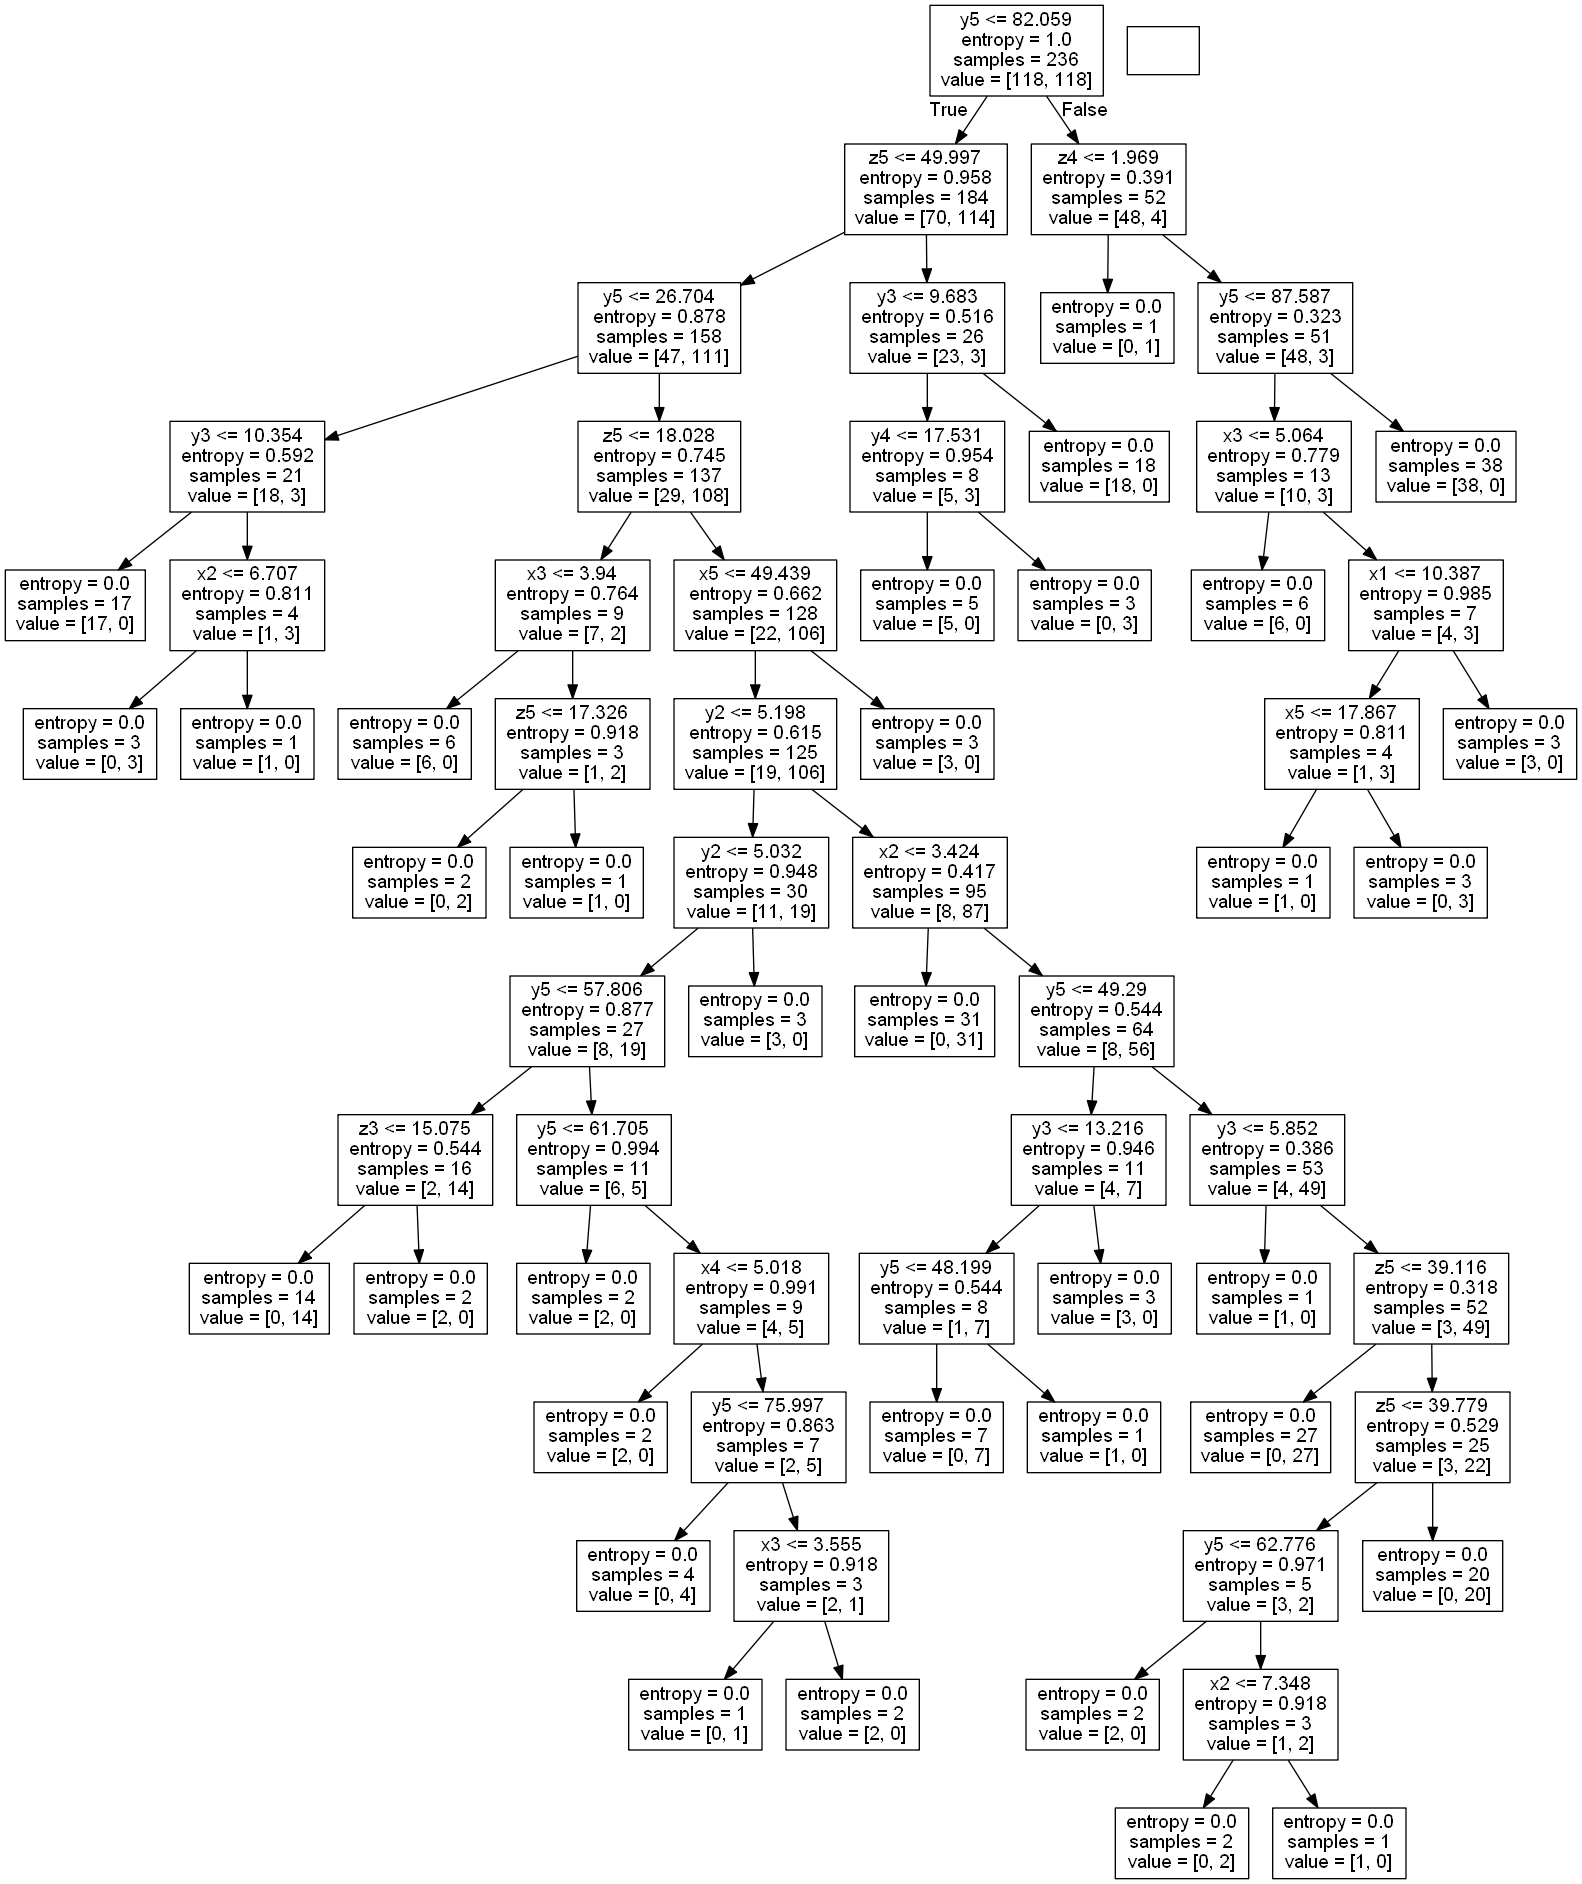 y5 <= 82.059
entropy = 1.0
samples = 236
value = [118, 118]
True
False
z5 <= 49.997
entropy = 0.958
samples = 184
value = [70, 114]
z4 <= 1.969
entropy = 0.391
samples = 52
value = [48, 4]
y5 <= 26.704
entropy = 0.878
samples = 158
value = [47, 111]
y3 <= 9.683
entropy = 0.516
samples = 26
value = [23, 3]
entropy = 0.0
samples = 1
value = [0, 1]
y5 <= 87.587
entropy = 0.323
samples = 51
value = [48, 3]
y3 <= 10.354
entropy = 0.592
samples = 21
value = [18, 3]
z5 <= 18.028
entropy = 0.745
samples = 137
value = [29, 108]
y4 <= 17.531
entropy = 0.954
samples = 8
value = [5, 3]
entropy = 0.0
samples = 18
value = [18, 0]
x3 <= 5.064
entropy = 0.779
samples = 13
value = [10, 3]
entropy = 0.0
samples = 38
value = [38, 0]
entropy = 0.0
samples = 17
value = [17, 0]
x2 <= 6.707
entropy = 0.811
samples = 4
value = [1, 3]
x3 <= 3.94
entropy = 0.764
samples = 9
value = [7, 2]
x5 <= 49.439
entropy = 0.662
samples = 128
value = [22, 106]
entropy = 0.0
samples = 5
value = [5, 0]
entropy = 0.0
samples = 3
value = [0, 3]
entropy = 0.0
samples = 6
value = [6, 0]
x1 <= 10.387
entropy = 0.985
samples = 7
value = [4, 3]
entropy = 0.0
samples = 3
value = [0, 3]
entropy = 0.0
samples = 1
value = [1, 0]
entropy = 0.0
samples = 6
value = [6, 0]
z5 <= 17.326
entropy = 0.918
samples = 3
value = [1, 2]
y2 <= 5.198
entropy = 0.615
samples = 125
value = [19, 106]
entropy = 0.0
samples = 3
value = [3, 0]
x5 <= 17.867
entropy = 0.811
samples = 4
value = [1, 3]
entropy = 0.0
samples = 3
value = [3, 0]
entropy = 0.0
samples = 2
value = [0, 2]
entropy = 0.0
samples = 1
value = [1, 0]
y2 <= 5.032
entropy = 0.948
samples = 30
value = [11, 19]
x2 <= 3.424
entropy = 0.417
samples = 95
value = [8, 87]
entropy = 0.0
samples = 1
value = [1, 0]
entropy = 0.0
samples = 3
value = [0, 3]
y5 <= 57.806
entropy = 0.877
samples = 27
value = [8, 19]
entropy = 0.0
samples = 3
value = [3, 0]
entropy = 0.0
samples = 31
value = [0, 31]
y5 <= 49.29
entropy = 0.544
samples = 64
value = [8, 56]
z3 <= 15.075
entropy = 0.544
samples = 16
value = [2, 14]
y5 <= 61.705
entropy = 0.994
samples = 11
value = [6, 5]
y3 <= 13.216
entropy = 0.946
samples = 11
value = [4, 7]
y3 <= 5.852
entropy = 0.386
samples = 53
value = [4, 49]
entropy = 0.0
samples = 14
value = [0, 14]
entropy = 0.0
samples = 2
value = [2, 0]
entropy = 0.0
samples = 2
value = [2, 0]
x4 <= 5.018
entropy = 0.991
samples = 9
value = [4, 5]
y5 <= 48.199
entropy = 0.544
samples = 8
value = [1, 7]
entropy = 0.0
samples = 3
value = [3, 0]
entropy = 0.0
samples = 1
value = [1, 0]
z5 <= 39.116
entropy = 0.318
samples = 52
value = [3, 49]
entropy = 0.0
samples = 2
value = [2, 0]
y5 <= 75.997
entropy = 0.863
samples = 7
value = [2, 5]
entropy = 0.0
samples = 7
value = [0, 7]
entropy = 0.0
samples = 1
value = [1, 0]
entropy = 0.0
samples = 27
value = [0, 27]
z5 <= 39.779
entropy = 0.529
samples = 25
value = [3, 22]
entropy = 0.0
samples = 4
value = [0, 4]
x3 <= 3.555
entropy = 0.918
samples = 3
value = [2, 1]
y5 <= 62.776
entropy = 0.971
samples = 5
value = [3, 2]
entropy = 0.0
samples = 20
value = [0, 20]
entropy = 0.0
samples = 1
value = [0, 1]
entropy = 0.0
samples = 2
value = [2, 0]
entropy = 0.0
samples = 2
value = [2, 0]
x2 <= 7.348
entropy = 0.918
samples = 3
value = [1, 2]
entropy = 0.0
samples = 2
value = [0, 2]
entropy = 0.0
samples = 1
value = [1, 0]